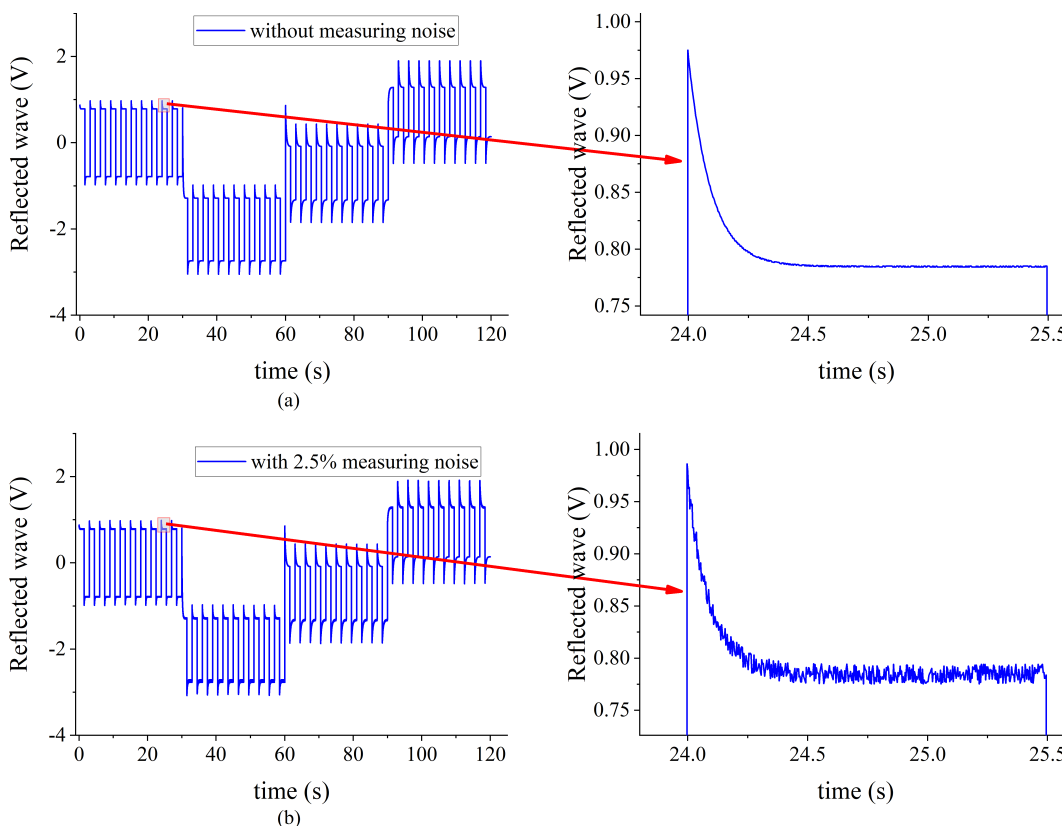 without measuring noise
Reflected wave (V)
2
0
-2
-4
0 20 40 60 80 100 120
time (s)
(a)
Reflected wave (V)
1.00
0.95
0.90
0.85
0.80
0.75
24.0 24.5 25.0 25.5
time (s)
with 2.5% measuring noise
Reflected wave (V)
2
0
-2
-4
0 20 40 60 80 100 120
time (s)
(b)
Reflected wave (V)
1.00
0.95
0.90
0.85
0.80
0.75
24.0 24.5 25.0 25.5
time (s)